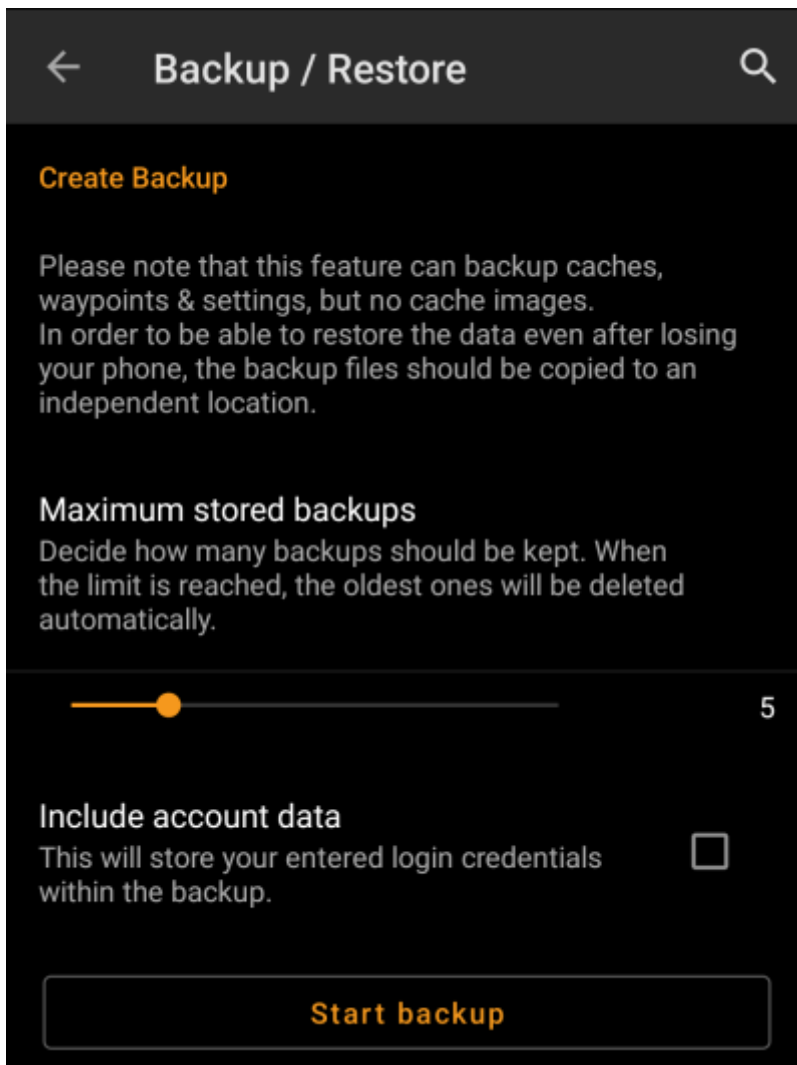 Backup / Restore
Create Backup
Please note that this feature can backup caches,
waypoints & settings, but no cache images.
In order to be able to restore the data even after losing
your phone, the backup files should be copied to an
independent location.
Maximum stored backups
Decide how many backups should be kept. When
the limit is reached, the oldest ones will be deleted
automatically.
5
Include account data
This will store your entered login credentials
within the backup.
Start backup